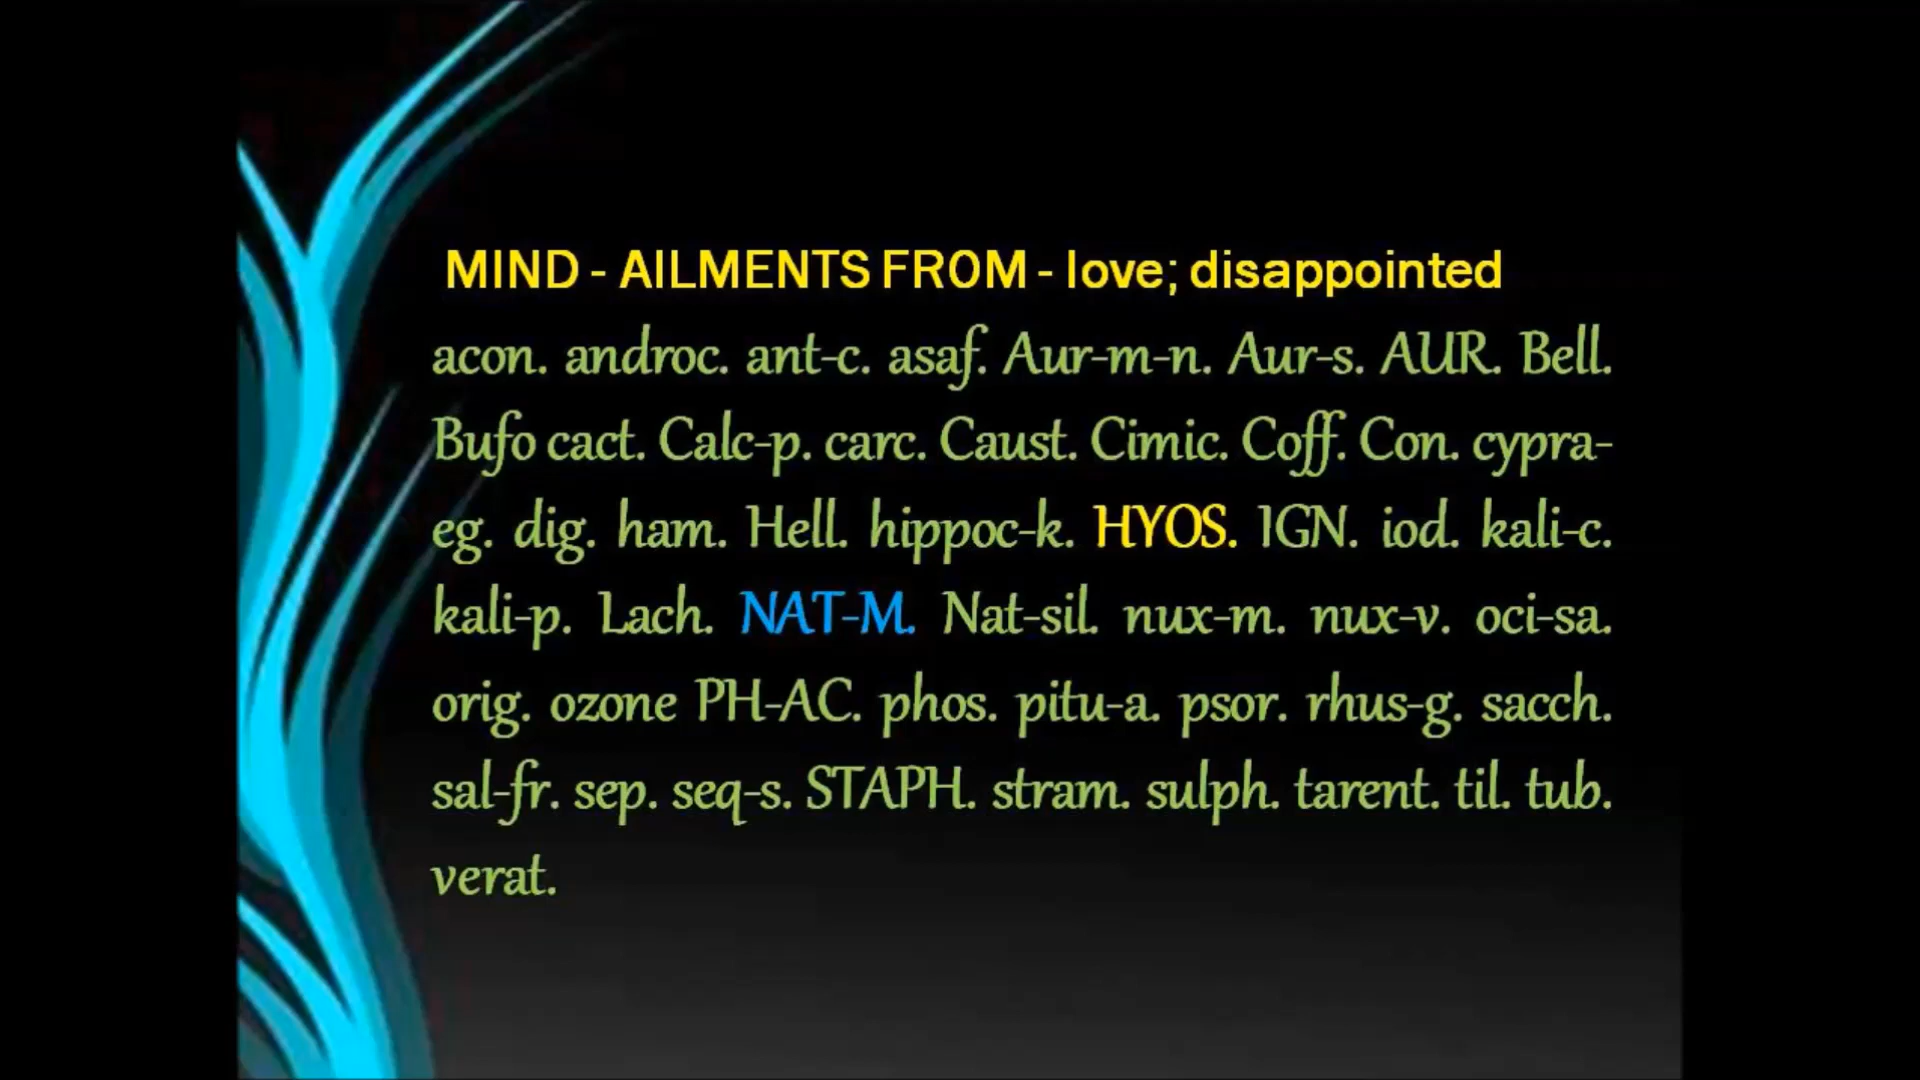 MIND - AILMENTS FROM - love; disappointed
acon. androc. ant-c. asaf. Aur-m-n. Aur-s. AUR. Bell.
Bufo cact. Calc-p. carc. Caust. Cimic. Coff. Con. cypra-
eg. dig. ham. Hell. hippoc-k. HYOS. IGN. iod. kali-c.
kali-p. Lach. NAT-M. Nat-sil. nux-m. nux-v. oci-sa.
orig. ozone PH-AC. phos. pitu-a. psor. rhus-g. sacch.
sal-fr. sep. seq-s. STAPH. stram. sulph. tarent. til. tub.
verat.